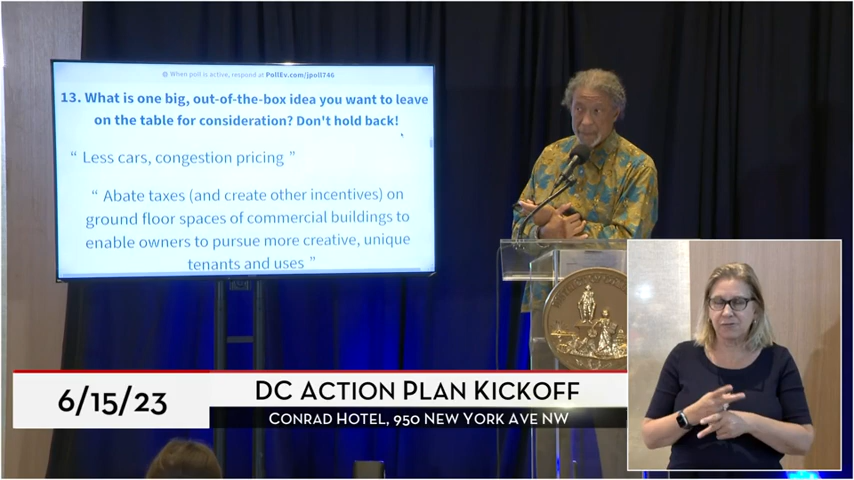 When poll is active, respond at PollEv.com/jpoll746
13. What is one big, out-of-the-box idea you want to leave
on the table for consideration? Don't hold back!
“ Less cars, congestion pricing ”
“ Abate taxes (and create other incentives) on
ground floor spaces of commercial buildings to
enable owners to pursue more creative, unique
tenants and uses ”
6/15/23
DC Action Plan Kickoff
Conrad Hotel, 950 New York Ave NW